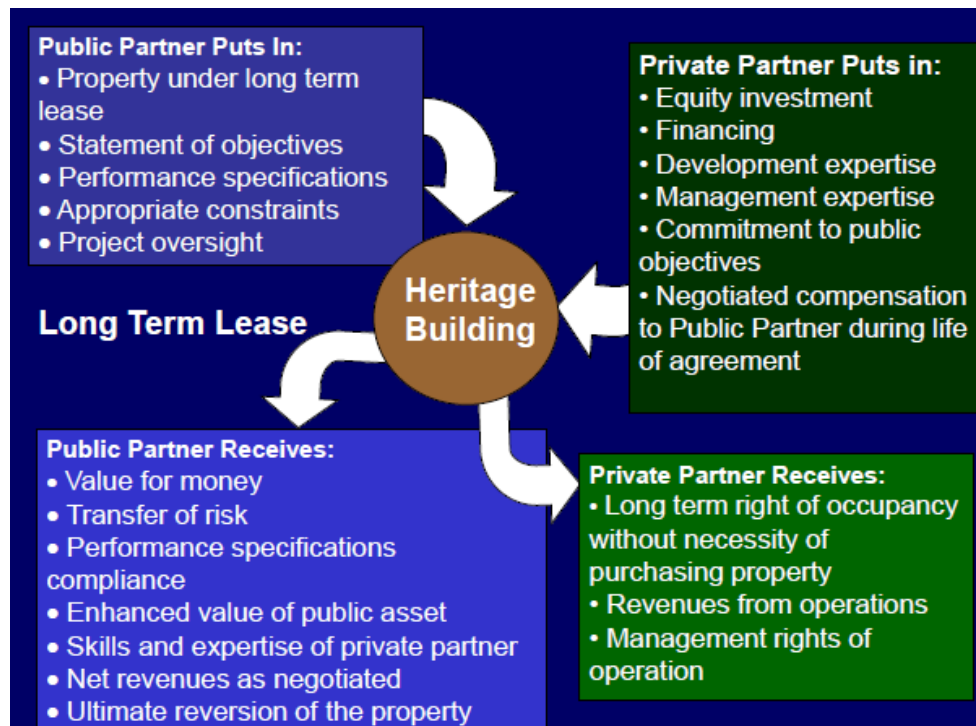 Public Partner Puts In:
• Property under long term
lease
• Statement of objectives
• Performance specifications
• Appropriate constraints
• Project oversight
Private Partner Puts in:
• Equity investment
• Financing
• Development expertise
• Management expertise
• Commitment to public
objectives
• Negotiated compensation
to Public Partner during life
of agreement
Heritage
Building
Long Term Lease
Public Partner Receives:
• Value for money
• Transfer of risk
• Performance specifications
compliance
• Enhanced value of public asset
• Skills and expertise of private partner
• Net revenues as negotiated
• Ultimate reversion of the property
Private Partner Receives:
• Long term right of occupancy
without necessity of
purchasing property
• Revenues from operations
• Management rights of
operation